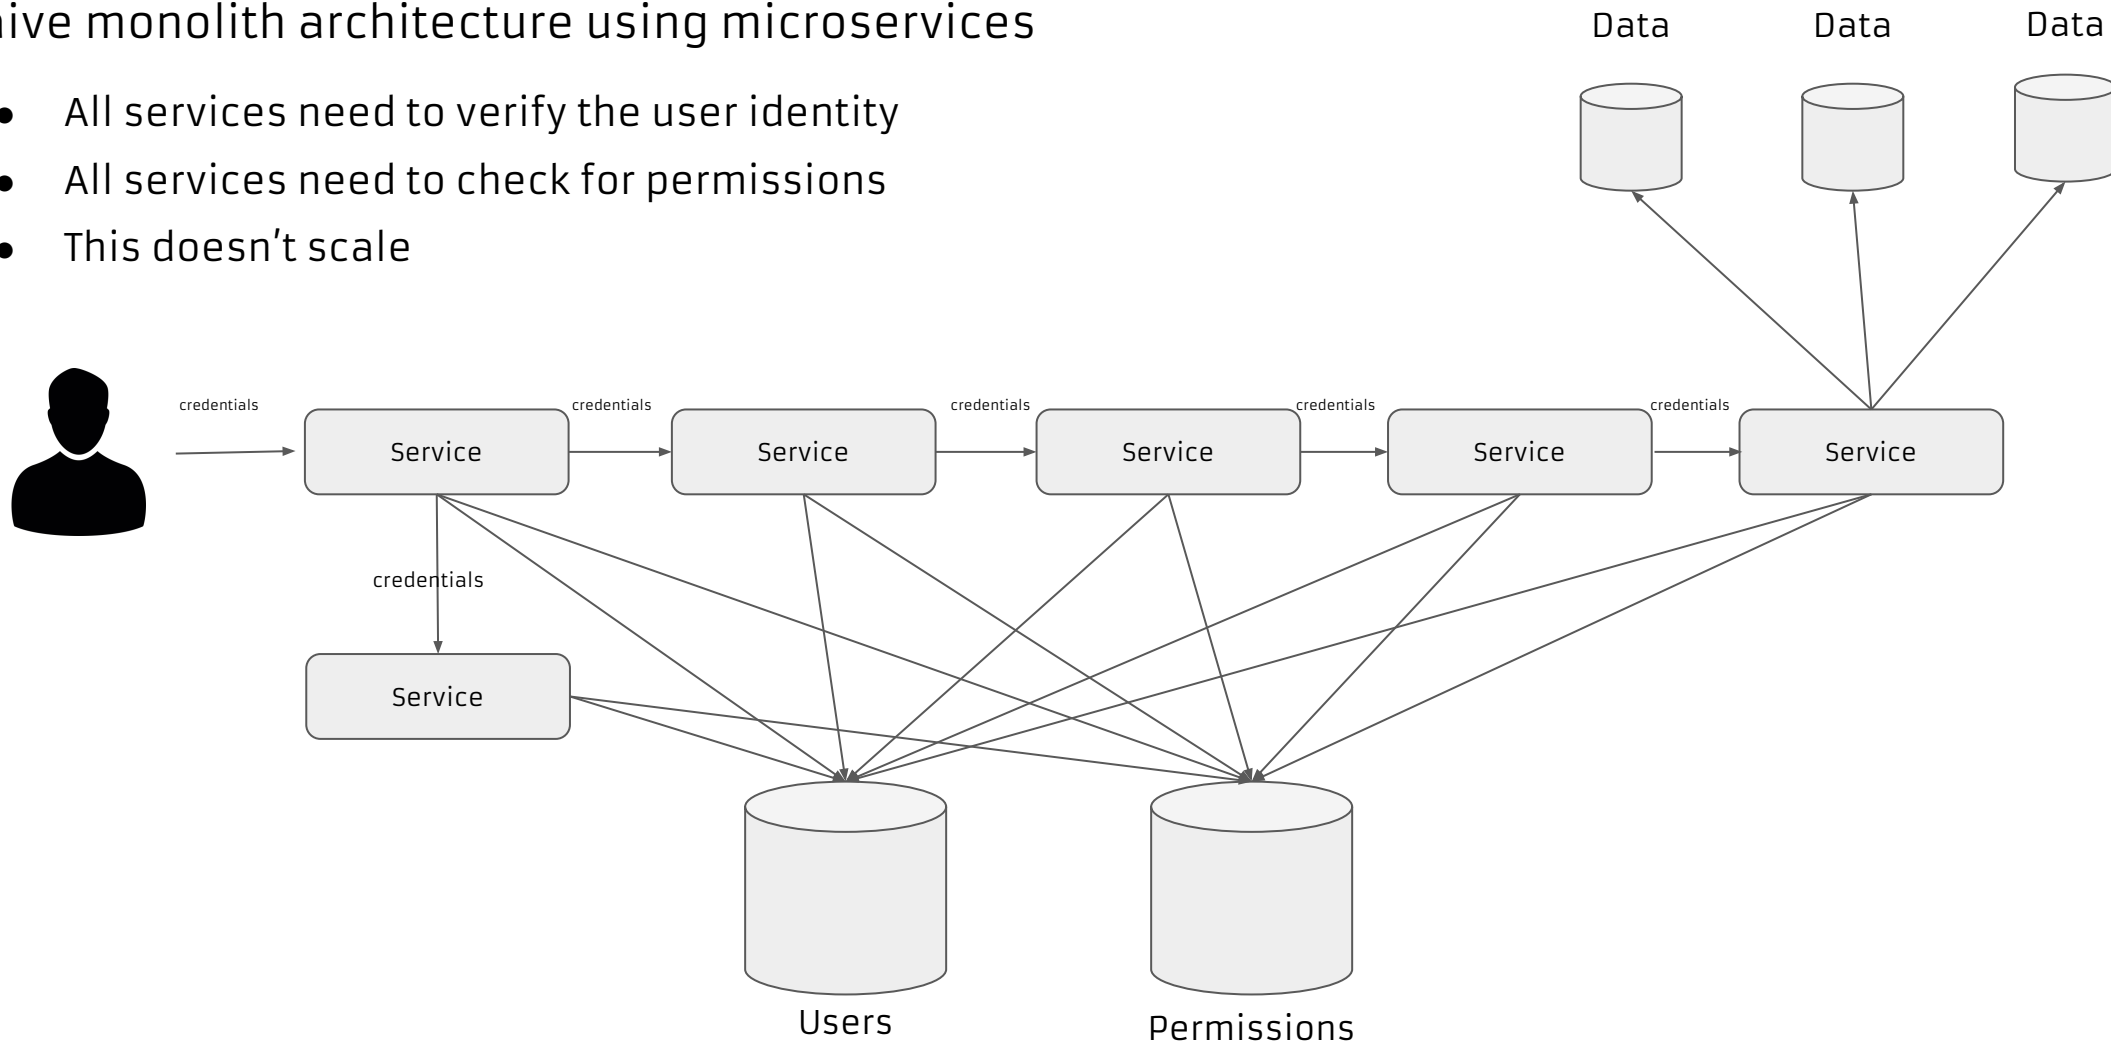 monolith architecture using microservices
All services need to verify the user identity
All services need to check for permissions
This doesn't scale
Data
Data
Data
credentials
credentials
credentials
credentials
credentials
Service
Service
Service
Service
Service
credentials
Service
Users
Permissions